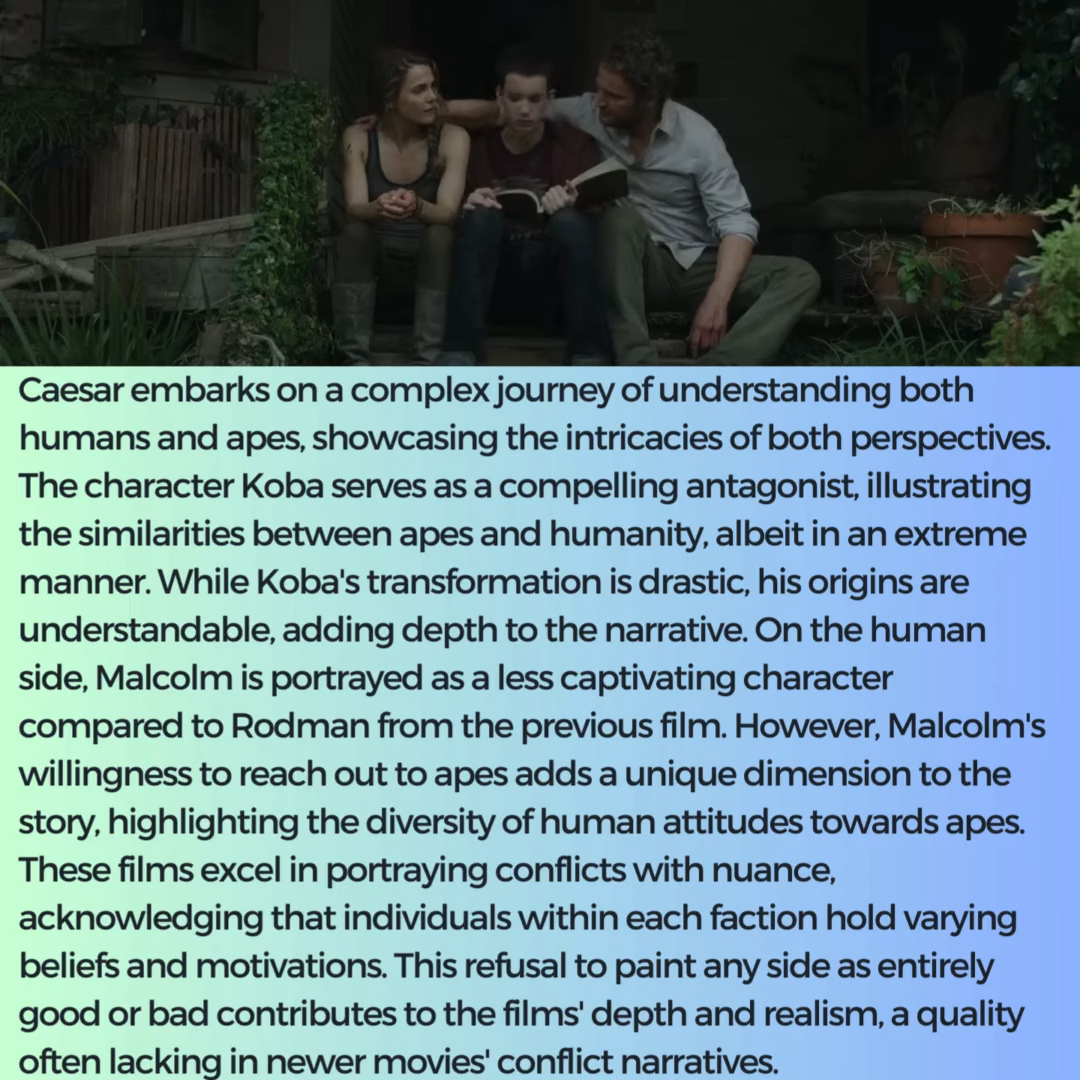 Caesar embarks on a complex journey of understanding both
humans and apes, showcasing the intricacies of both perspectives.
The character Koba serves as a compelling antagonist, illustrating
the similarities between apes and humanity, albeit in an extreme
manner. While Koba's transformation is drastic, his origins are
understandable, adding depth to the narrative. On the human
side, Malcolm is portrayed as a less captivating character
compared to Rodman from the previous film. However, Malcolm's
willingness to reach out to apes adds a unique dimension to the
story, highlighting the diversity of human attitudes towards apes.
These films excel in portraying conflicts with nuance,
acknowledging that individuals within each faction hold varying
beliefs and motivations. This refusal to paint any side as entirely
good or bad contributes to the films' depth and realism, a quality
often lacking in newer movies' conflict narratives.